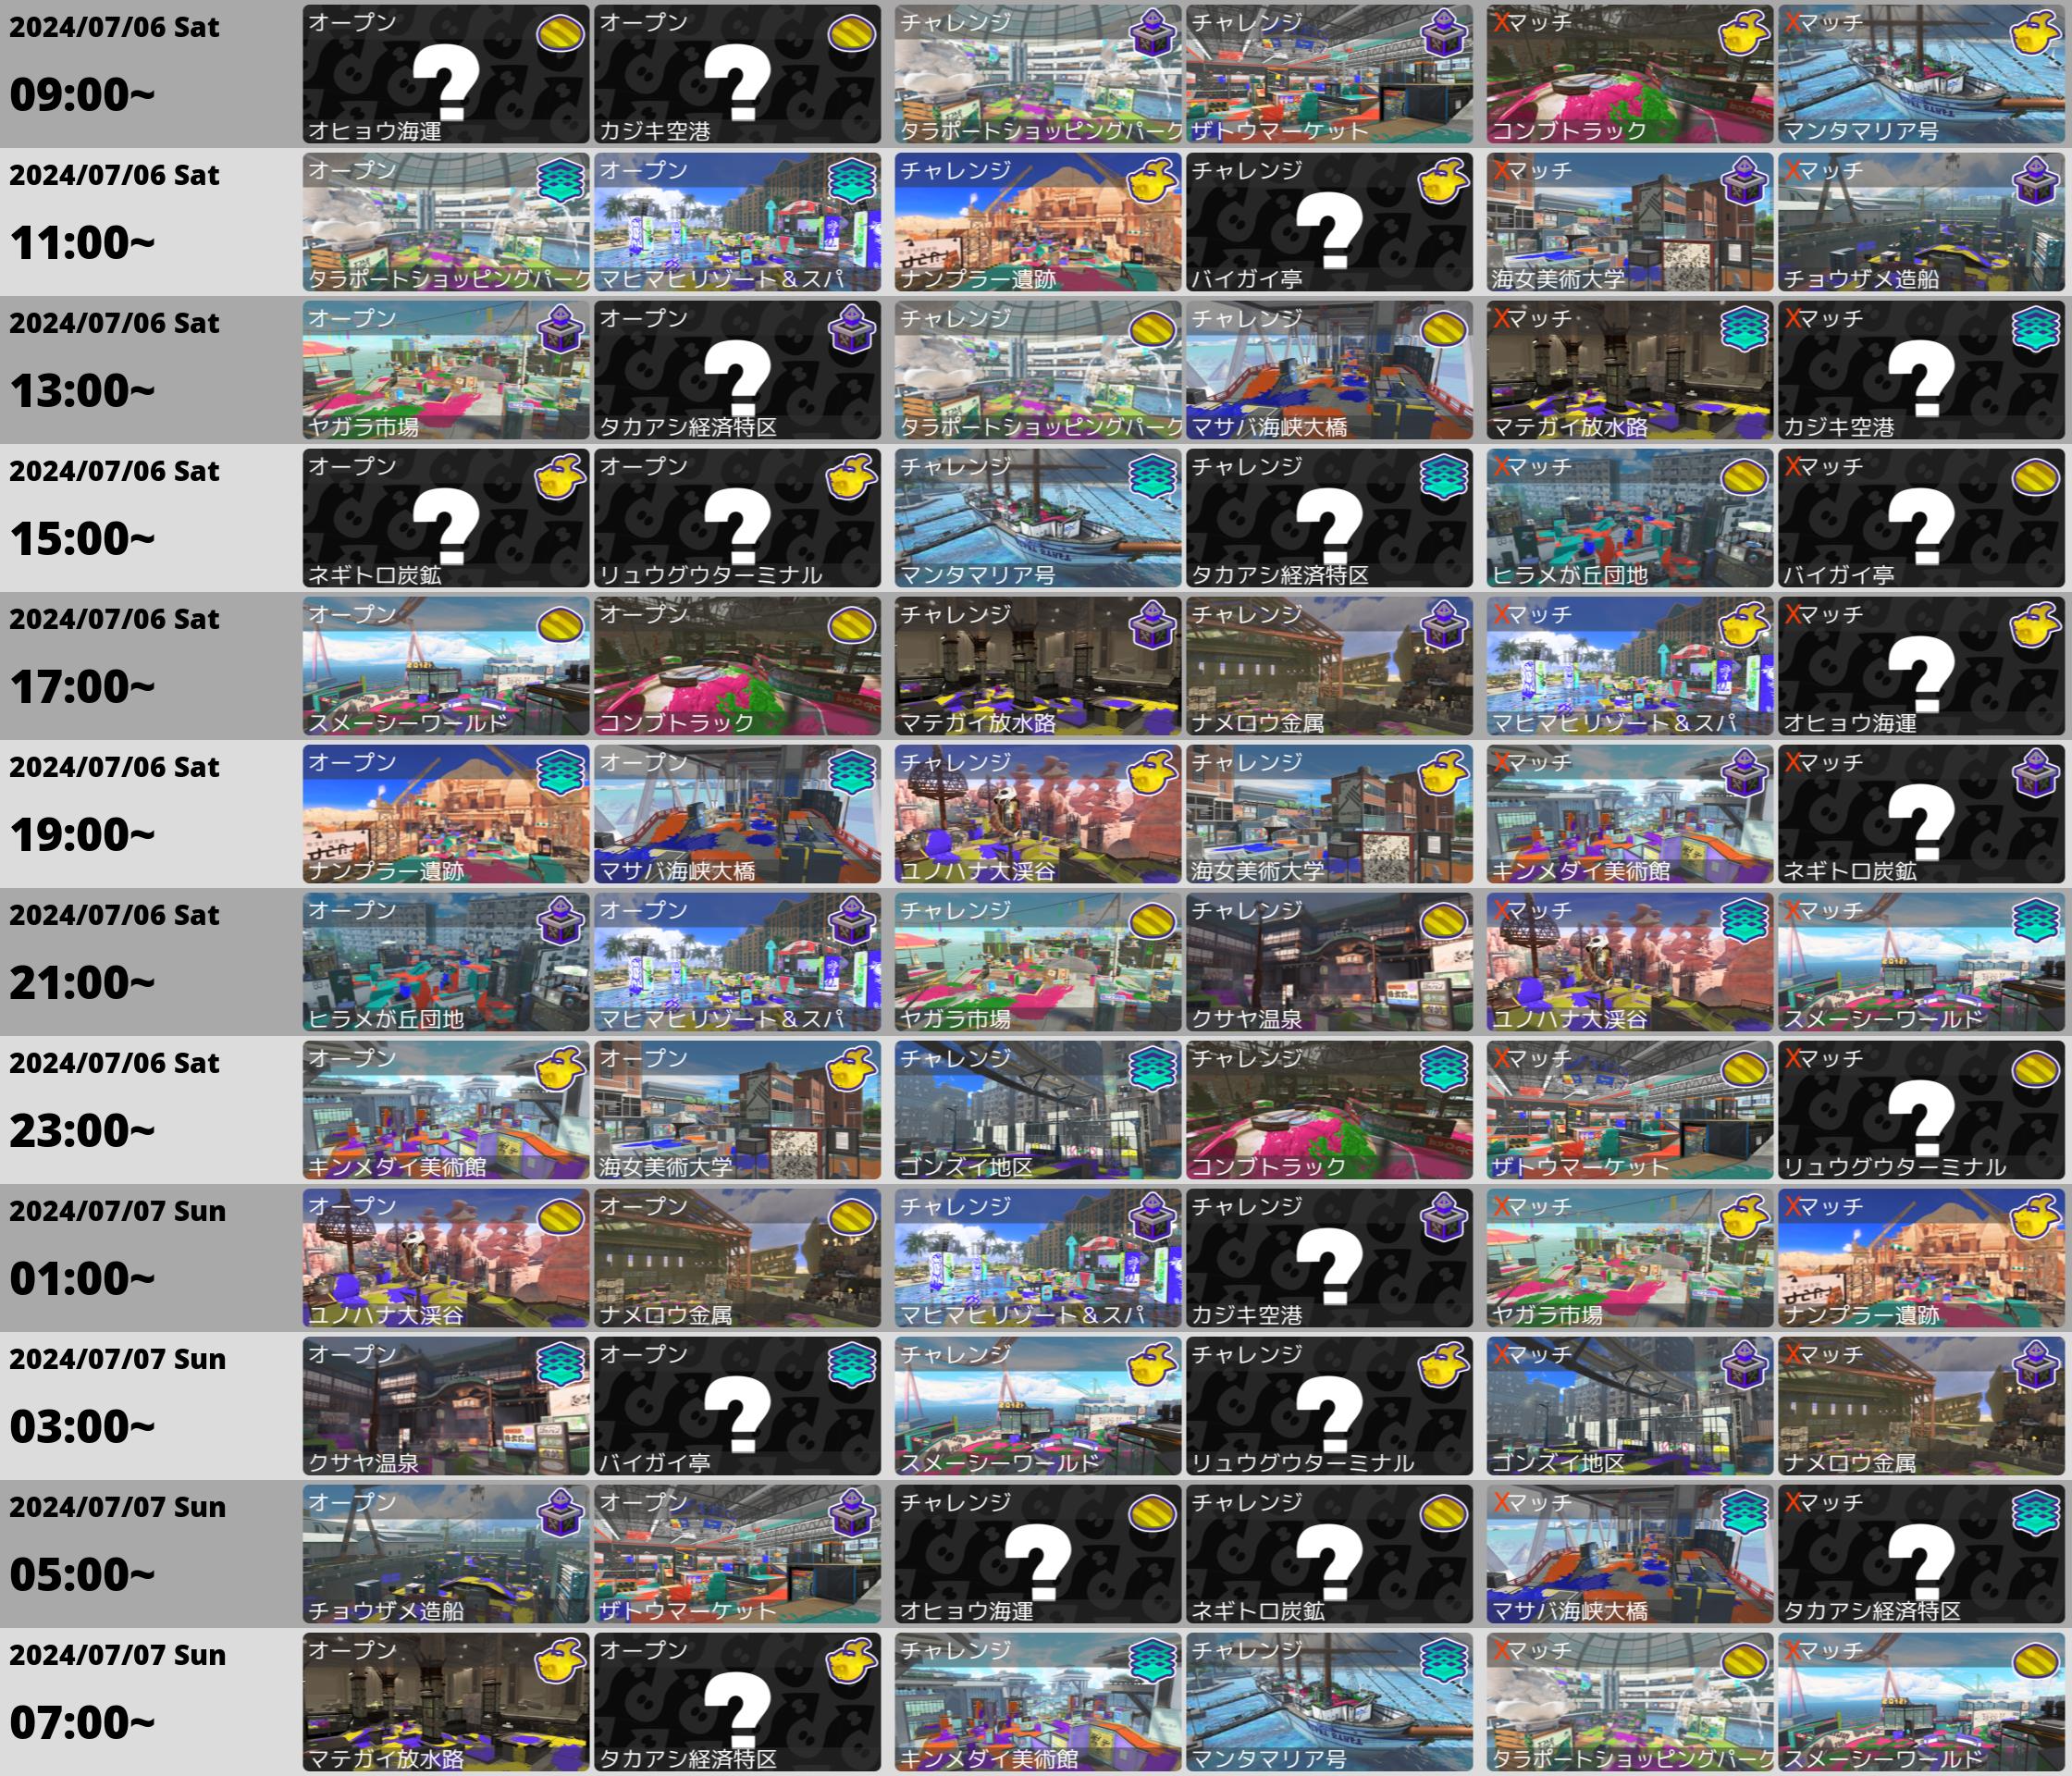 2024/07/06 Sat
09:00~
オープン オープン チャレンジ チャレンジ Xマッチ Xマッチ
オヒョウ海運 カジキ空港 タラポートショッピングパーク ザトウマーケット コンブトラック マンタマリア号
2024/07/06 Sat
11:00~
オープン オープン チャレンジ チャレンジ Xマッチ Xマッチ
タラポートショッピングパーク マヒマヒリゾート＆スパ ナンプラー遺跡 バイガイ亭 海女美術大学 チョウザメ造船
2024/07/06 Sat
13:00~
オープン オープン チャレンジ チャレンジ Xマッチ Xマッチ
ヤガラ市場 タカアシ経済特区 タラポートショッピングパーク マサバ海峡大橋 マテガイ放水路 カジキ空港
2024/07/06 Sat
15:00~
オープン オープン チャレンジ チャレンジ Xマッチ Xマッチ
ネギトロ炭鉱 リュウグウターミナル マンタマリア号 タカアシ経済特区 ヒラメが丘団地 バイガイ亭
2024/07/06 Sat
17:00~
オープン オープン チャレンジ チャレンジ Xマッチ Xマッチ
スメーシーワールド コンブトラック マテガイ放水路 ナメロウ金属 マヒマヒリゾート＆スパ オヒョウ海運
2024/07/06 Sat
19:00~
オープン オープン チャレンジ チャレンジ Xマッチ Xマッチ
ナンプラー遺跡 マサバ海峡大橋 ユノハナ大渓谷 海女美術大学 キンメダイ美術館 ネギトロ炭鉱
2024/07/06 Sat
21:00~
オープン オープン チャレンジ チャレンジ Xマッチ Xマッチ
ヒラメが丘団地 マヒマヒリゾート＆スパ ヤガラ市場 クサヤ温泉 ユノハナ大渓谷 スメーシーワールド
2024/07/06 Sat
23:00~
オープン オープン チャレンジ チャレンジ Xマッチ Xマッチ
キンメダイ美術館 海女美術大学 ゴンズイ地区 コンブトラック ザトウマーケット リュウグウターミナル
2024/07/07 Sun
01:00~
オープン オープン チャレンジ チャレンジ Xマッチ Xマッチ
ユノハナ大渓谷 ナメロウ金属 マヒマヒリゾート＆スパ カジキ空港 ヤガラ市場 ナンプラー遺跡
2024/07/07 Sun
03:00~
オープン オープン チャレンジ チャレンジ Xマッチ Xマッチ
クサヤ温泉 バイガイ亭 スメーシーワールド リュウグウターミナル ゴンズイ地区 ナメロウ金属
2024/07/07 Sun
05:00~
オープン オープン チャレンジ チャレンジ Xマッチ Xマッチ
チョウザメ造船 ザトウマーケット オヒョウ海運 ネギトロ炭鉱 マサバ海峡大橋 タカアシ経済特区
2024/07/07 Sun
07:00~
オープン オープン チャレンジ チャレンジ Xマッチ Xマッチ
マテガイ放水路 タカアシ経済特区 キンメダイ美術館 マンタマリア号 タラポートショッピングパーク スメーシーワールド